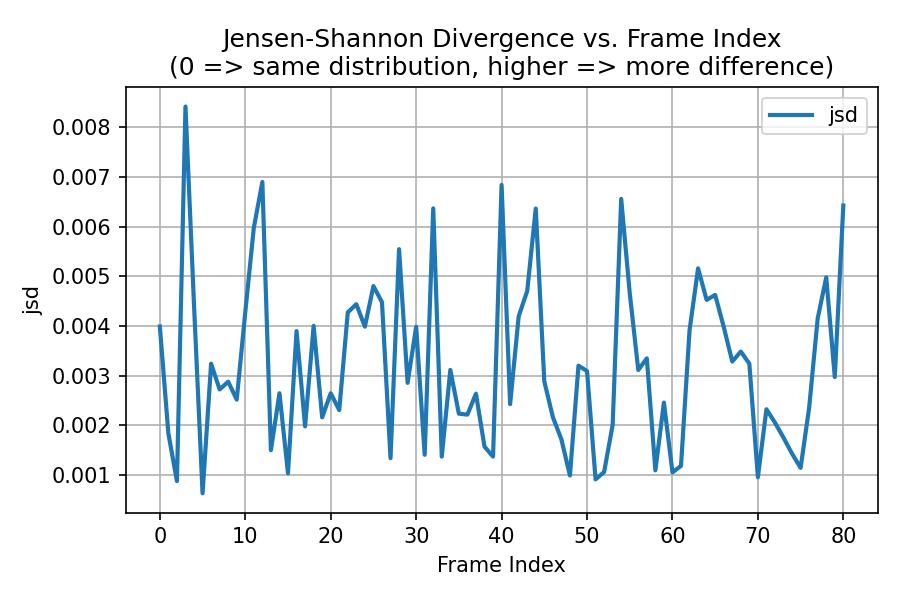 Jensen-Shannon Divergence vs. Frame Index
(0 => same distribution, higher => more difference)
jsd
0.008
0.007
0.006
0.005
0.004
0.003
0.002
0.001
jsd
0 10 20 30 40 50 60 70 80
Frame Index